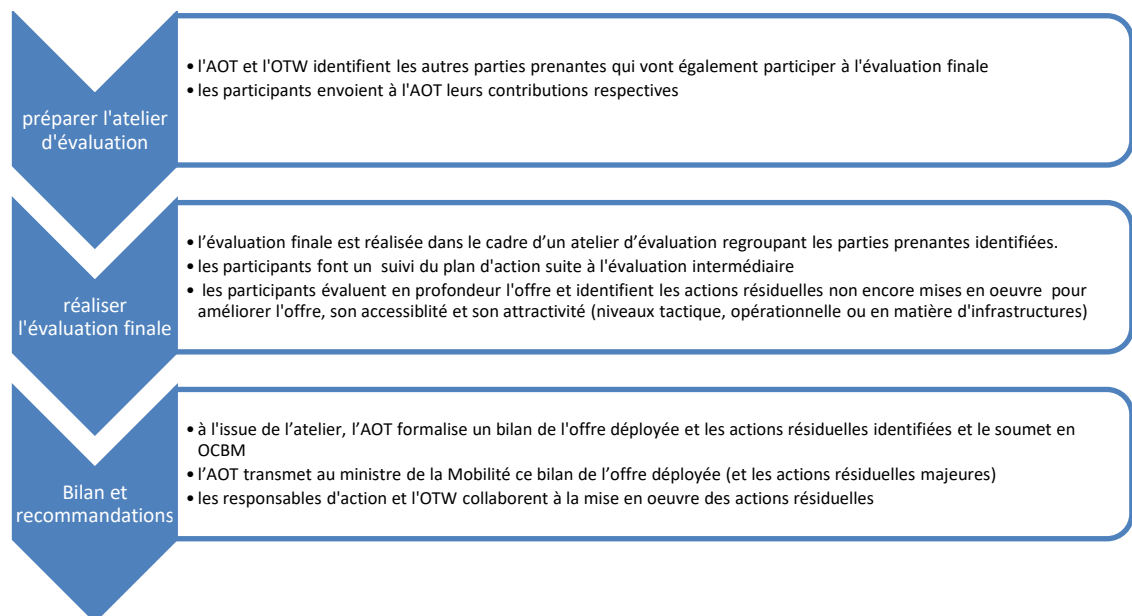 préparer l'atelier
d'évaluation
• l'AOT et l'OTW identifient les autres parties prenantes qui vont également participer à l'évaluation finale
• les participants envoient à l'AOT leurs contributions respectives
réaliser
l'évaluation finale
• l’évaluation finale est réalisée dans le cadre d’un atelier d’évaluation regroupant les parties prenantes identifiées.
• les participants font un suivi du plan d'action suite à l'évaluation intermédiaire
• les participants évaluent en profondeur l'offre et identifient les actions résiduelles non encore mises en oeuvre pour
améliorer l'offre, son accessiblité et son attractivité (niveaux tactique, opérationnelle ou en matière d'infrastructures)
Bilan et
recommandations
• à l'issue de l’atelier, l’AOT formalise un bilan de l'offre déployée et les actions résiduelles identifiées et le soumet en
OCBM
• l’AOT transmet au ministre de la Mobilité ce bilan de l’offre déployée (et les actions résiduelles majeures)
• les responsables d'action et l'OTW collaborent à la mise en oeuvre des actions résiduelles